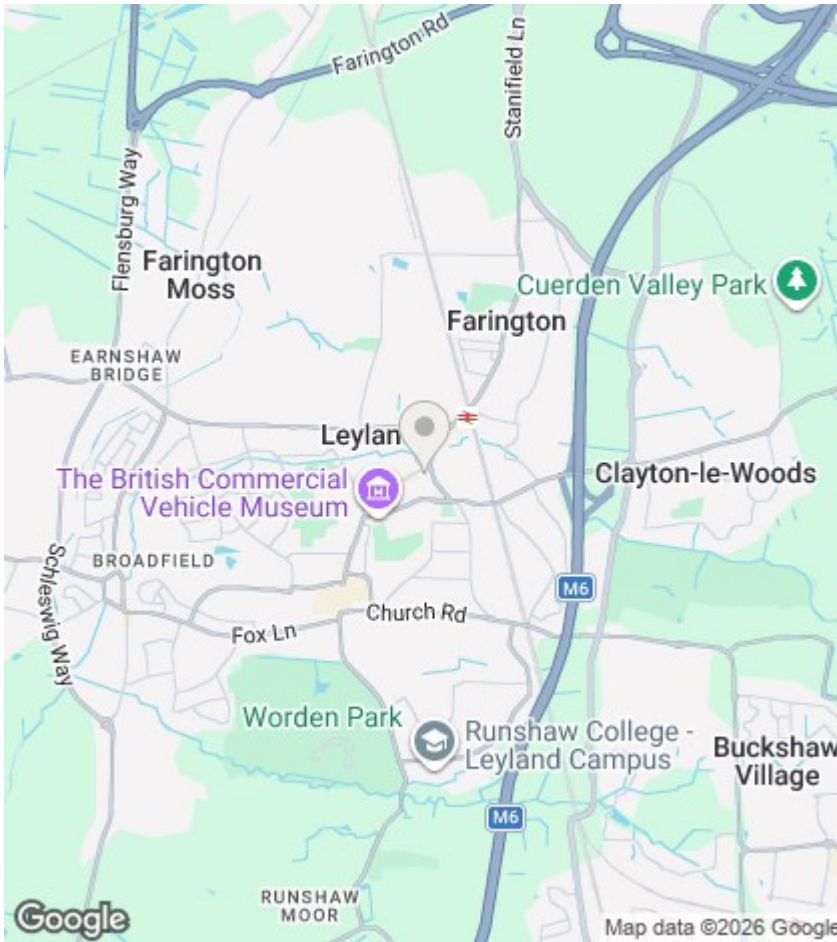 Farington Rd
Stanifield Ln
Flensburg Way
Farington
Moss
Cuerden Valley Park
Farington
EARNSHAW
BRIDGE
Leylan
Clayton-le-Woods
The British Commercial
Vehicle Museum
BROADFIELD
Schleswig Way
M6
Church Rd
Fox Ln
Worden Park
Runshaw College -
Leyland Campus
Buckshaw
Village
M6
RUNSHAW
MOOR
Google
Map data ©2026 Google